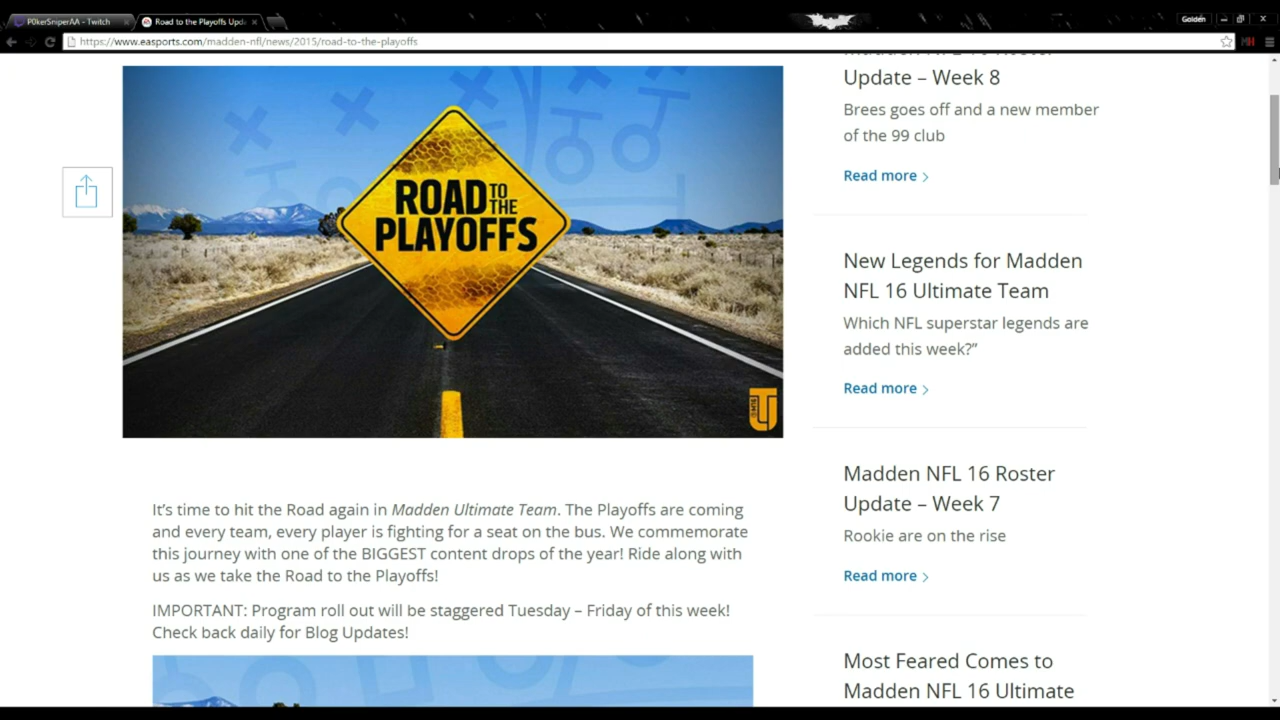 P0kerSniperAA - Twitch
Road to the Playoffs Upda
Golden
https://www.easports.com/madden-nfl/news/2015/road-to-the-playoffs
ROAD TO THE
PLAYOFFS
It's time to hit the Road again in Madden Ultimate Team. The Playoffs are coming
and every team, every player is fighting for a seat on the bus. We commemorate
this journey with one of the BIGGEST content drops of the year! Ride along with
us as we take the Road to the Playoffs!
IMPORTANT: Program roll out will be staggered Tuesday – Friday of this week!
Check back daily for Blog Updates!
Update – Week 8
Brees goes off and a new member
of the 99 club
Read more
New Legends for Madden
NFL 16 Ultimate Team
Which NFL superstar legends are
added this week?”
Read more
Madden NFL 16 Roster
Update – Week 7
Rookie are on the rise
Read more
Most Feared Comes to
Madden NFL 16 Ultimate